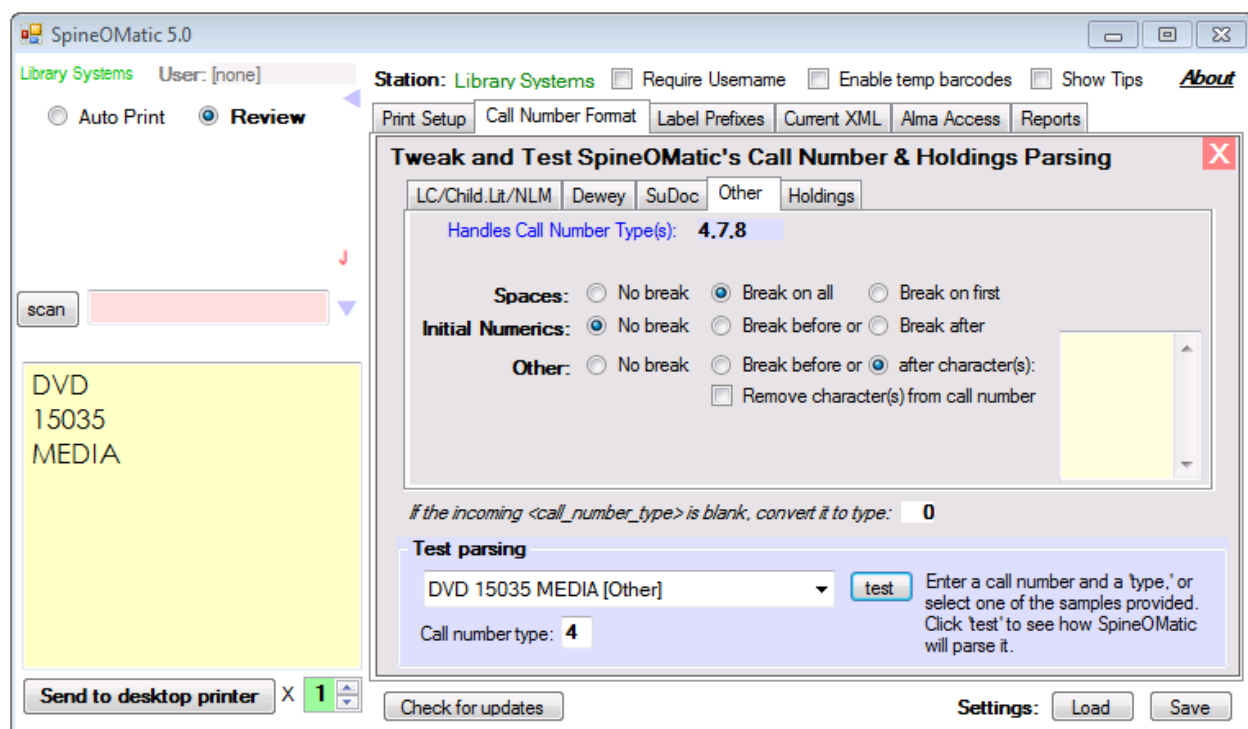 SpineOMatic 5.0
Library Systems User: [none]
Auto Print Review
scan
DVD
15035
MEDIA
Send to desktop printer X 1
Station: Library Systems Require Username Enable temp barcodes Show Tips About
Print Setup Call Number Format Label Prefixes Current XML Alma Access Reports
Tweak and Test SpineOMatic's Call Number & Holdings Parsing X
LC/Child.Lit/NLM Dewey SuDoc Other Holdings
Handles Call Number Type(s): 4,7,8
Spaces: No break Break on all Break on first
Initial Numerics: No break Break before or Break after
Other: No break Break before or after character(s):
Remove character(s) from call number
If the incoming <call_number_type> is blank, convert it to type: 0
Test parsing
DVD 15035 MEDIA [Other] test
Call number type: 4
Enter a call number and a 'type,' or
select one of the samples provided.
Click 'test' to see how SpineOMatic
will parse it.
Check for updates Settings: Load Save